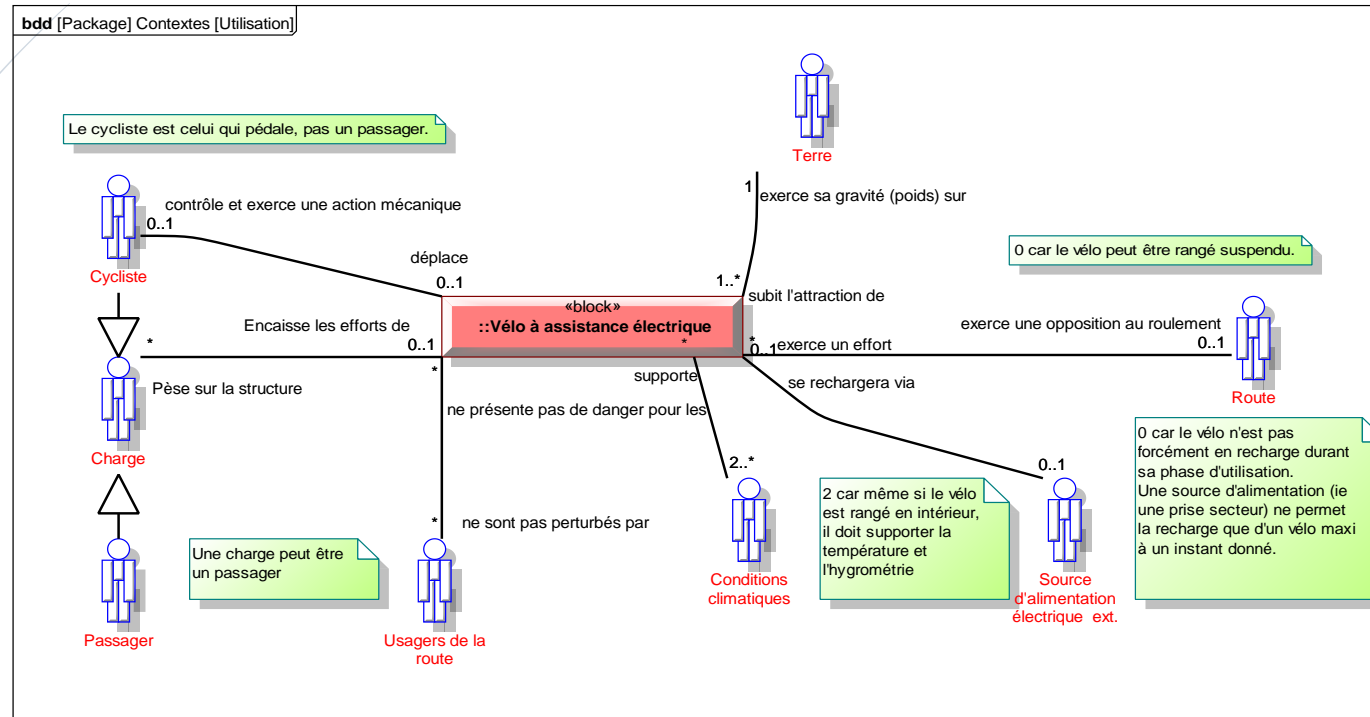 bdd [Package] Contextes [Utilisation]
Le cycliste est celui qui pédale, pas un passager.
Terre
1
exerce sa gravité (poids) sur
contrôle et exerce une action mécanique
0..1
Cycliste
déplace
0..1
0 car le vélo peut être rangé suspendu.
1..*
subit l'attraction de
«block»
::Vélo à assistance électrique
Encaisse les efforts de
0..1
*
Pèse sur la structure
Charge
exerce une opposition au roulement
0..1
*
0..1
exerce un effort
Route
*
supporte
se rechargera via
*
ne présente pas de danger pour les
2..*
0..1
0 car le vélo n'est pas
forcément en recharge durant
sa phase d'utilisation.
Une source d'alimentation (ie
une prise secteur) ne permet
la recharge que d'un vélo maxi
à un instant donné.
2 car même si le vélo
est rangé en intérieur,
il doit supporter la
température et
l'hygrométrie
*
ne sont pas perturbés par
Une charge peut être
un passager
Passager
Usagers de la
route
Conditions
climatiques
Source
d'alimentation
électrique ext.